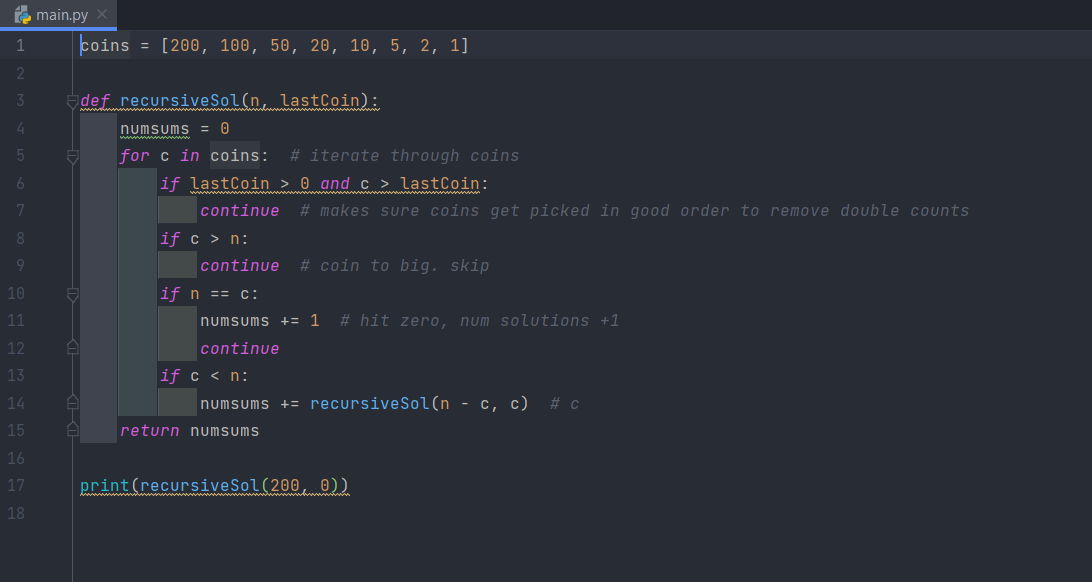 main.py
1 coins = [200, 100, 50, 20, 10, 5, 2, 1]
2
3 def recursiveSol(n, lastCoin):
4     numsums = 0
5     for c in coins:  # iterate through coins
6         if lastCoin > 0 and c > lastCoin:
7             continue  # makes sure coins get picked in good order to remove double counts
8         if c > n:
9             continue  # coin to big. skip
10         if n == c:
11             numsums += 1  # hit zero, num solutions +1
12             continue
13         if c < n:
14             numsums += recursiveSol(n - c, c)  # c
15     return numsums
16
17 print(recursiveSol(200, 0))
18